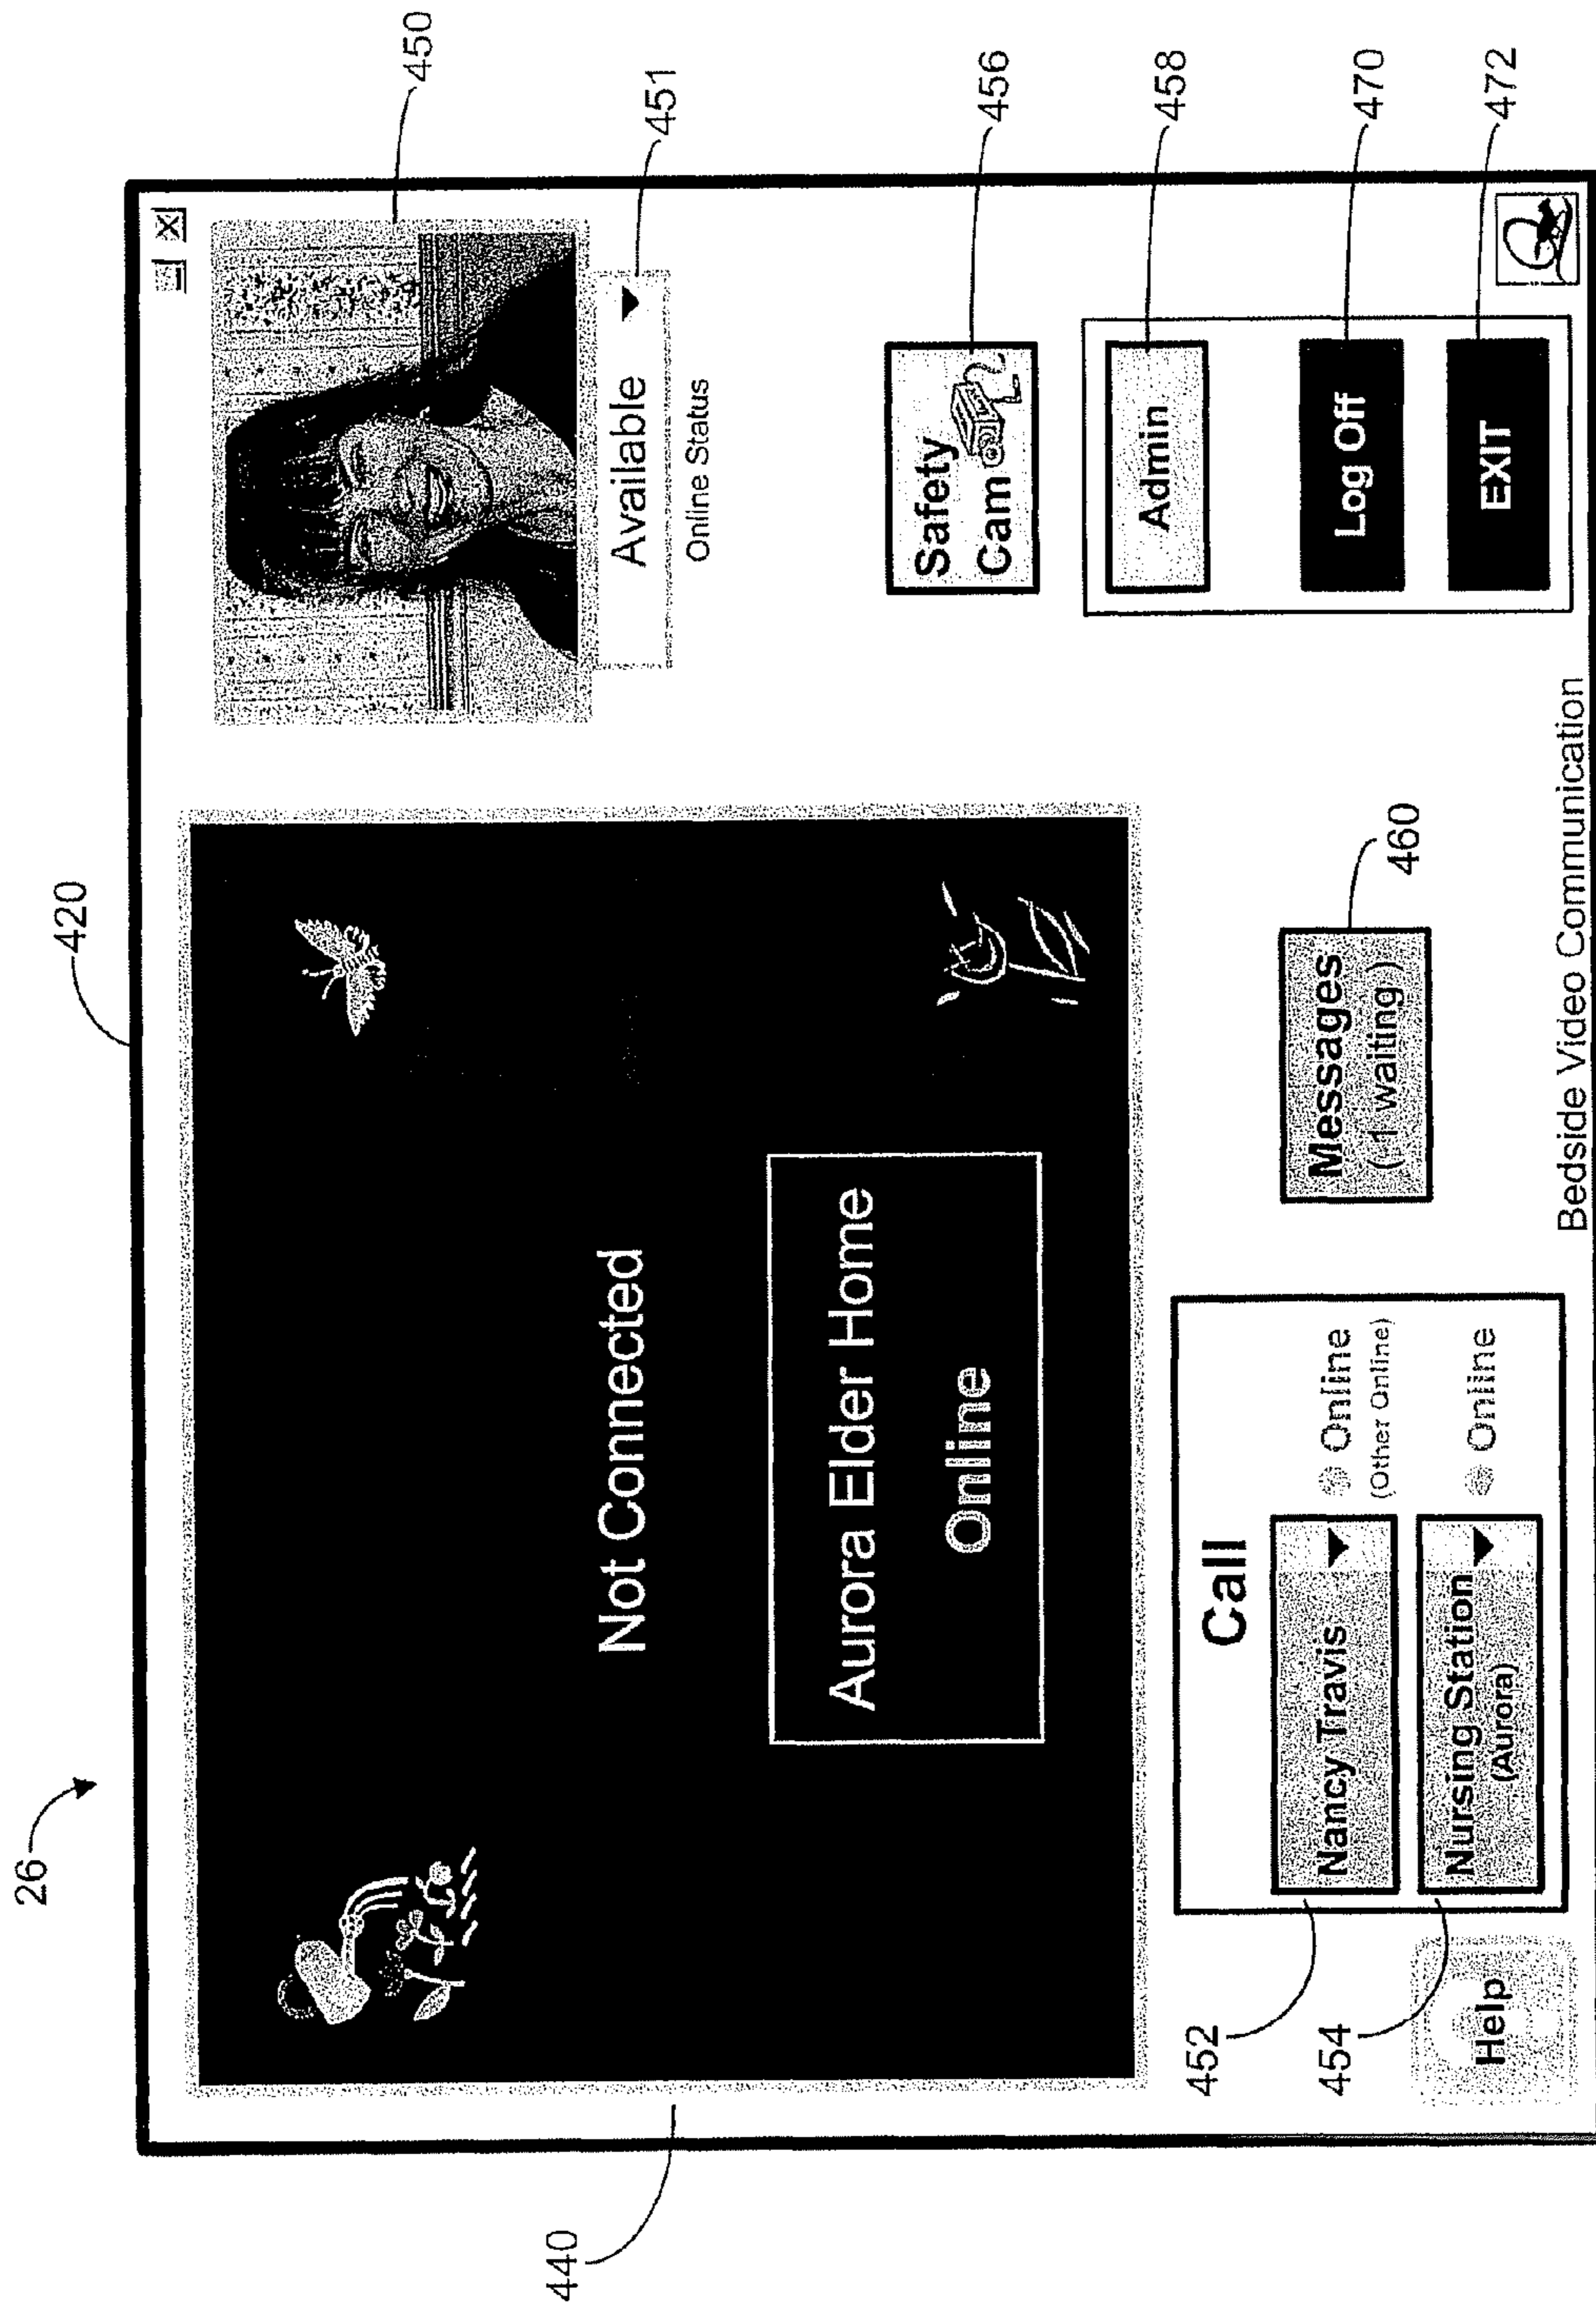 26
420
440
Not Connected
Aurora Elder Home
Online
450
Available
451
Online Status
Safety
Cam
456
Admin
458
Log Off
470
EXIT
472
Call
452
Nancy Travis
Online
(Other Online)
454
Nursing Station
(Aurora)
Online
Help
Messages
( 1 waiting )
460
Bedside Video Communication